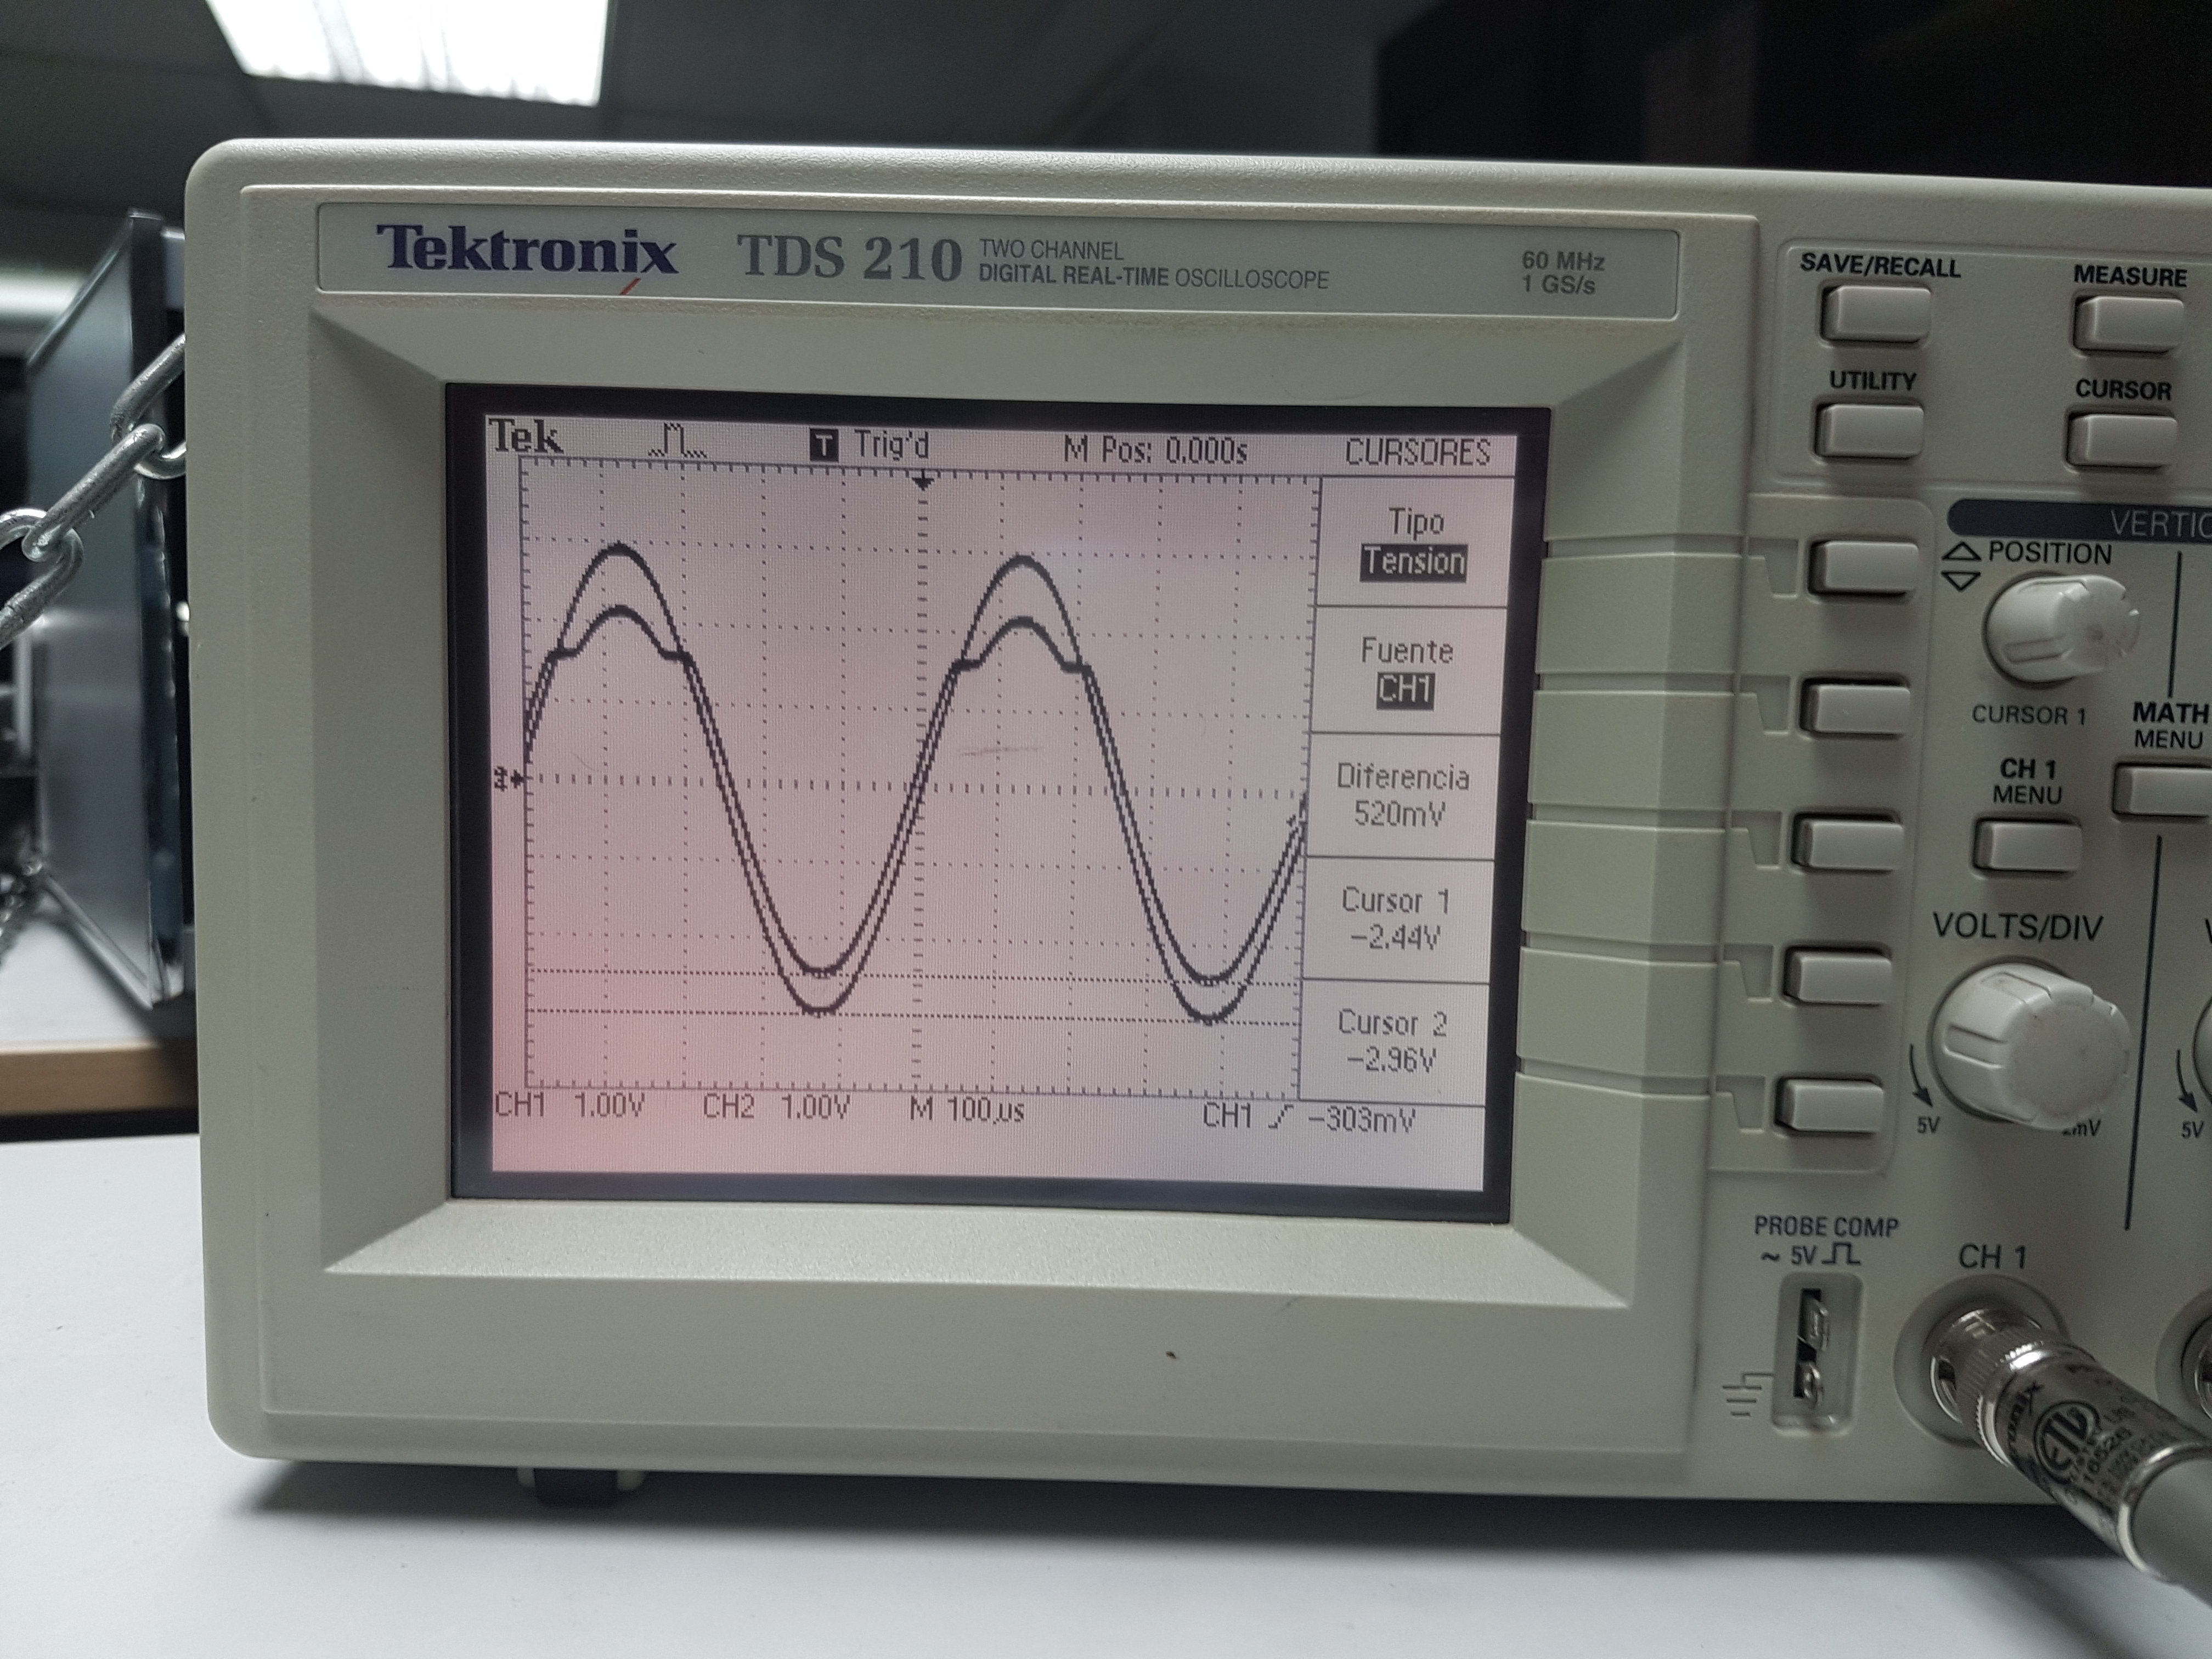 Tektronix TDS 210 TWO CHANNEL
DIGITAL REAL-TIME OSCILLOSCOPE
60 MHz
1 GS/s
SAVE/RECALL
MEASURE
UTILITY
CURSOR
Tek
T Trig'd
M Pos: 0.000s
CURSORES
Tipo
Tension
Fuente
CH1
Diferencia
520mV
Cursor 1
-2.44V
Cursor 2
-2.96V
CH1 1.00V
CH2 1.00V
M 100µs
CH1
-303mV
VERTIC
POSITION
CURSOR 1
MATH
MENU
CH 1
MENU
VOLTS/DIV
5V
mV
5V
PROBE COMP
~ 5V
CH 1